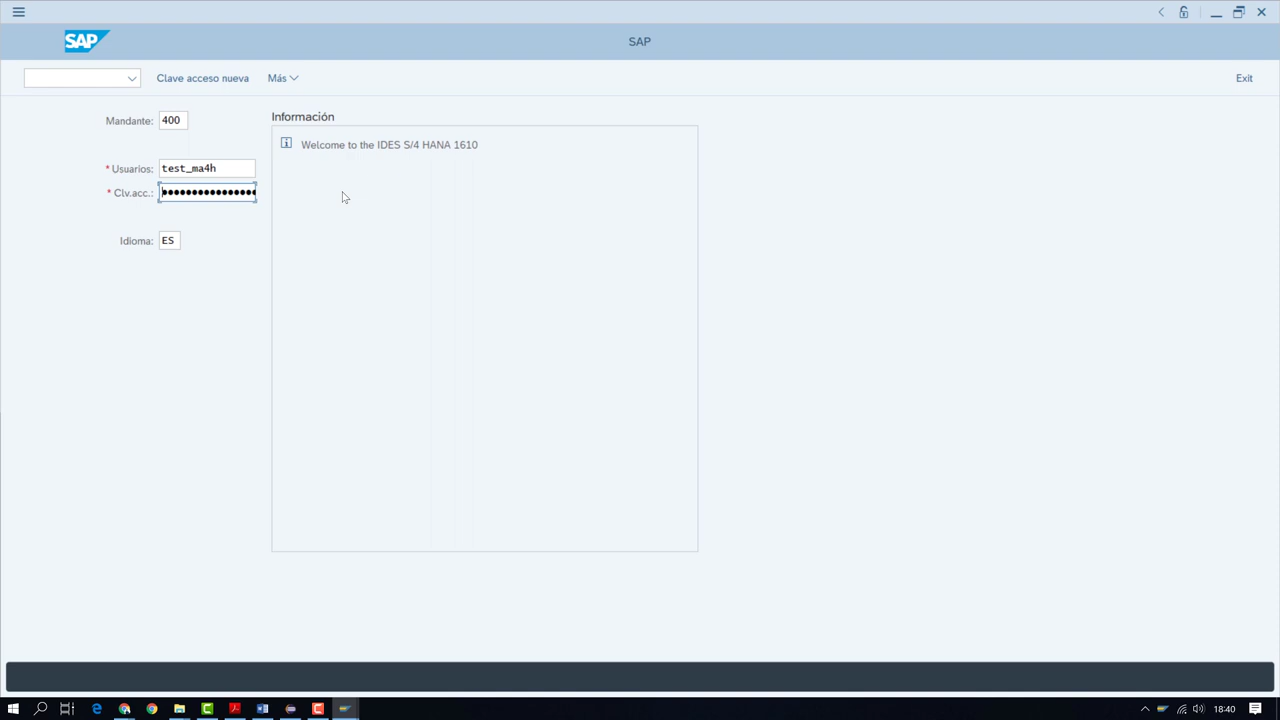 SAP
SAP
Clave acceso nueva
Más
Exit
Mandante: 400
Información
Welcome to the IDES S/4 HANA 1610
* Usuarios: test_ma4h
* Clv.acc.: ●●●●●●●●●●●●●●●●
Idioma: ES
18:40